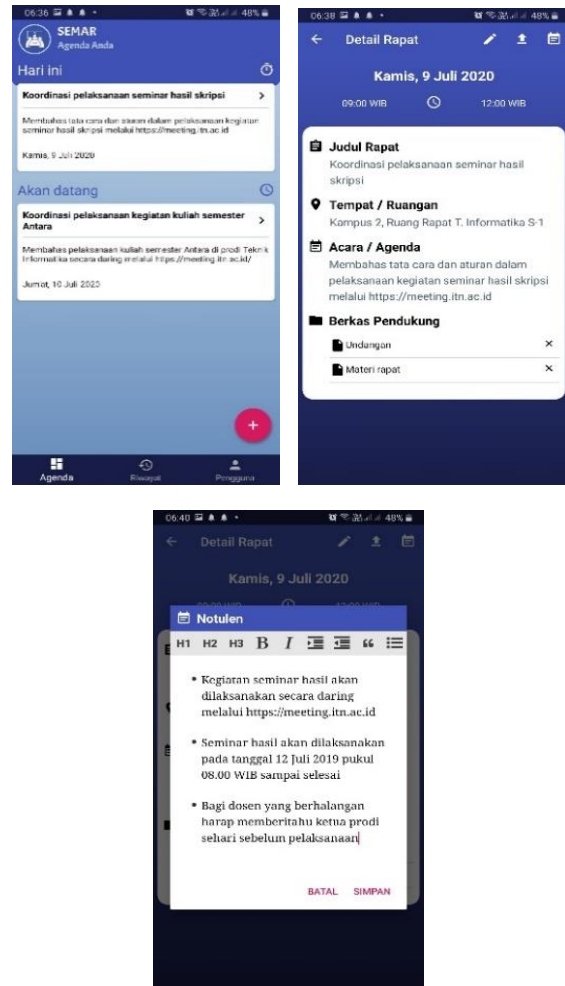 06:36 48%
SEMAR
Agenda Anda
Hari ini
Koordinasi pelaksanaan seminar hasil skripsi
Membahas tata cara dan aturan dalam pelaksanaan kegiatan
seminar hasil skripsi melalui https://meeting.itn.ac.id
Kamis, 9 Juli 2020
Akan datang
Koordinasi pelaksanaan kegiatan kuliah semester
Antara
Membahas pelaksanaan kuliah semester Antara di prodi Teknik
Informatika secara daring melalui https://meeting.itn.ac.id/
Jumat, 10 Juli 2020
+
Agenda Riwayat Pengguna
06:38 48%
Detail Rapat
Kamis, 9 Juli 2020
09:00 WIB 12:00 WIB
Judul Rapat
Koordinasi pelaksanaan seminar hasil
skripsi
Tempat / Ruangan
Kampus 2, Ruang Rapat T. Informatika S-1
Acara / Agenda
Membahas tata cara dan aturan dalam
pelaksanaan kegiatan seminar hasil skripsi
melalui https://meeting.itn.ac.id
Berkas Pendukung
Undangan
Materi rapat
06:40 48%
Detail Rapat
Kamis, 9 Juli 2020
Notulen
H1 H2 H3 B I
• Kegiatan seminar hasil akan
dilaksanakan secara daring
melalui https://meeting.itn.ac.id
• Seminar hasil akan dilaksanakan
pada tanggal 12 Juli 2019 pukul
08.00 WIB sampai selesai
• Bagi dosen yang berhalangan
harap memberitahu ketua prodi
sehari sebelum pelaksanaan
BATAL SIMPAN